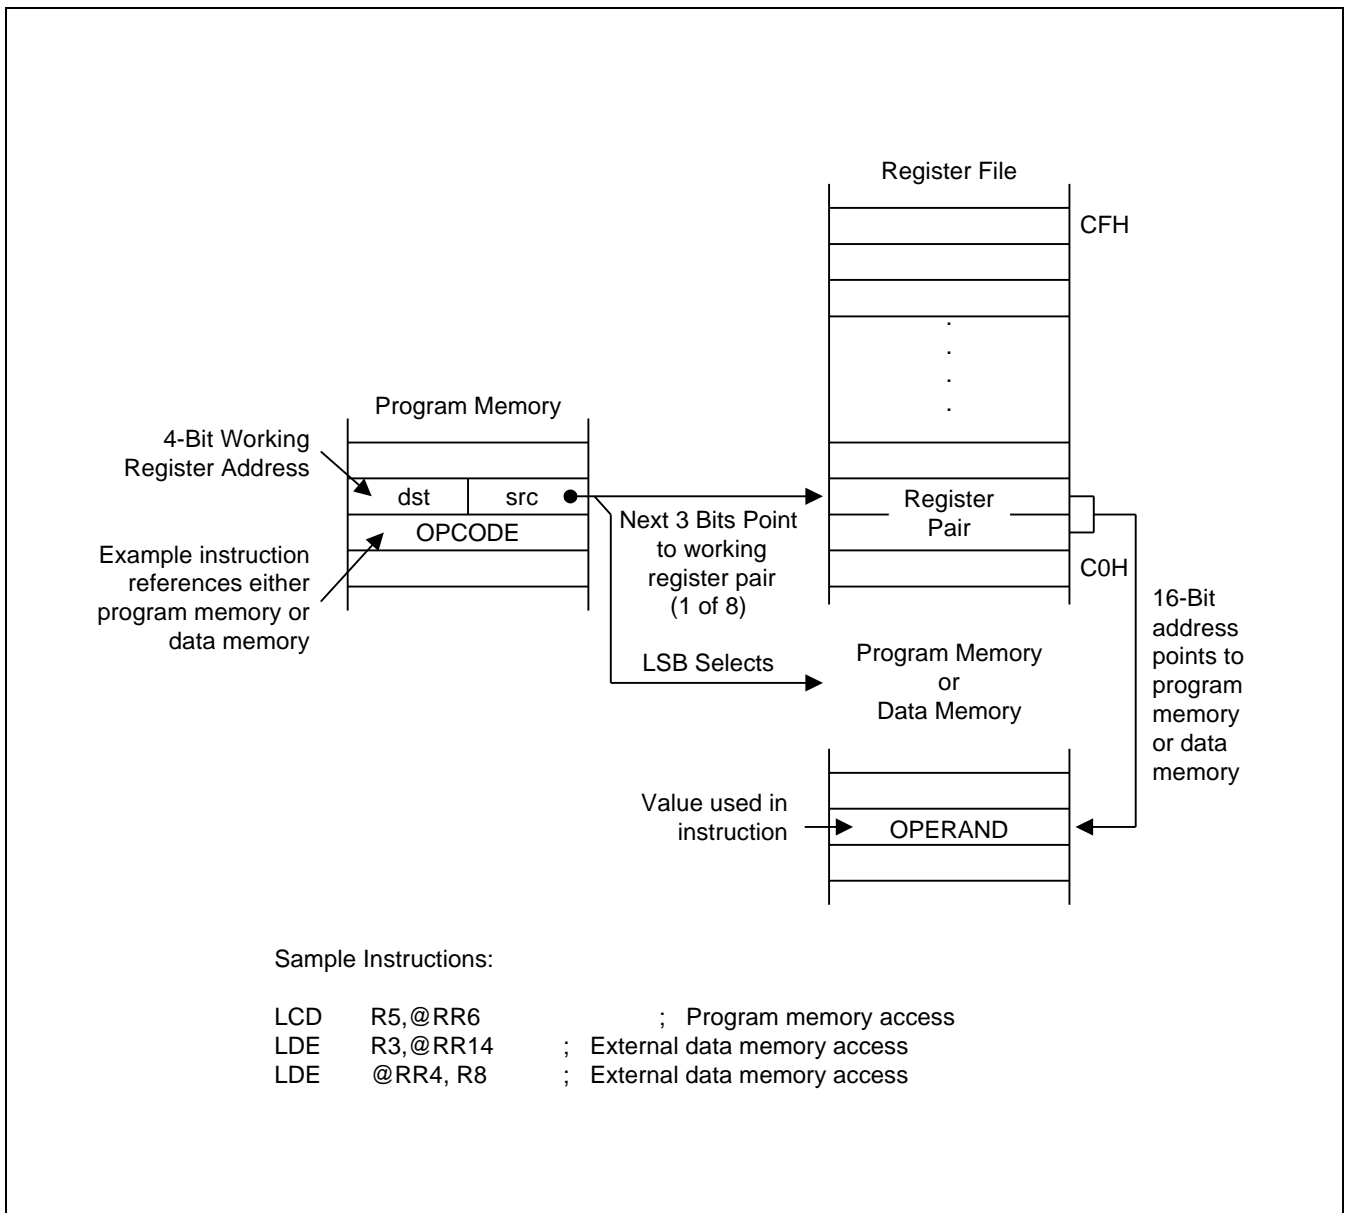 Register File
CFH
.
.
.
.
Program Memory
4-Bit Working
Register Address
dst src
OPCODE
Example instruction
references either
program memory or
data memory
Next 3 Bits Point
to working
register pair
(1 of 8)
LSB Selects
Register
Pair
C0H
16-Bit
address
points to
program
memory
or data
memory
Program Memory
or
Data Memory
Value used in
instruction
OPERAND
Sample Instructions:
LCD R5,@RR6 ; Program memory access
LDE R3,@RR14 ; External data memory access
LDE @RR4, R8 ; External data memory access